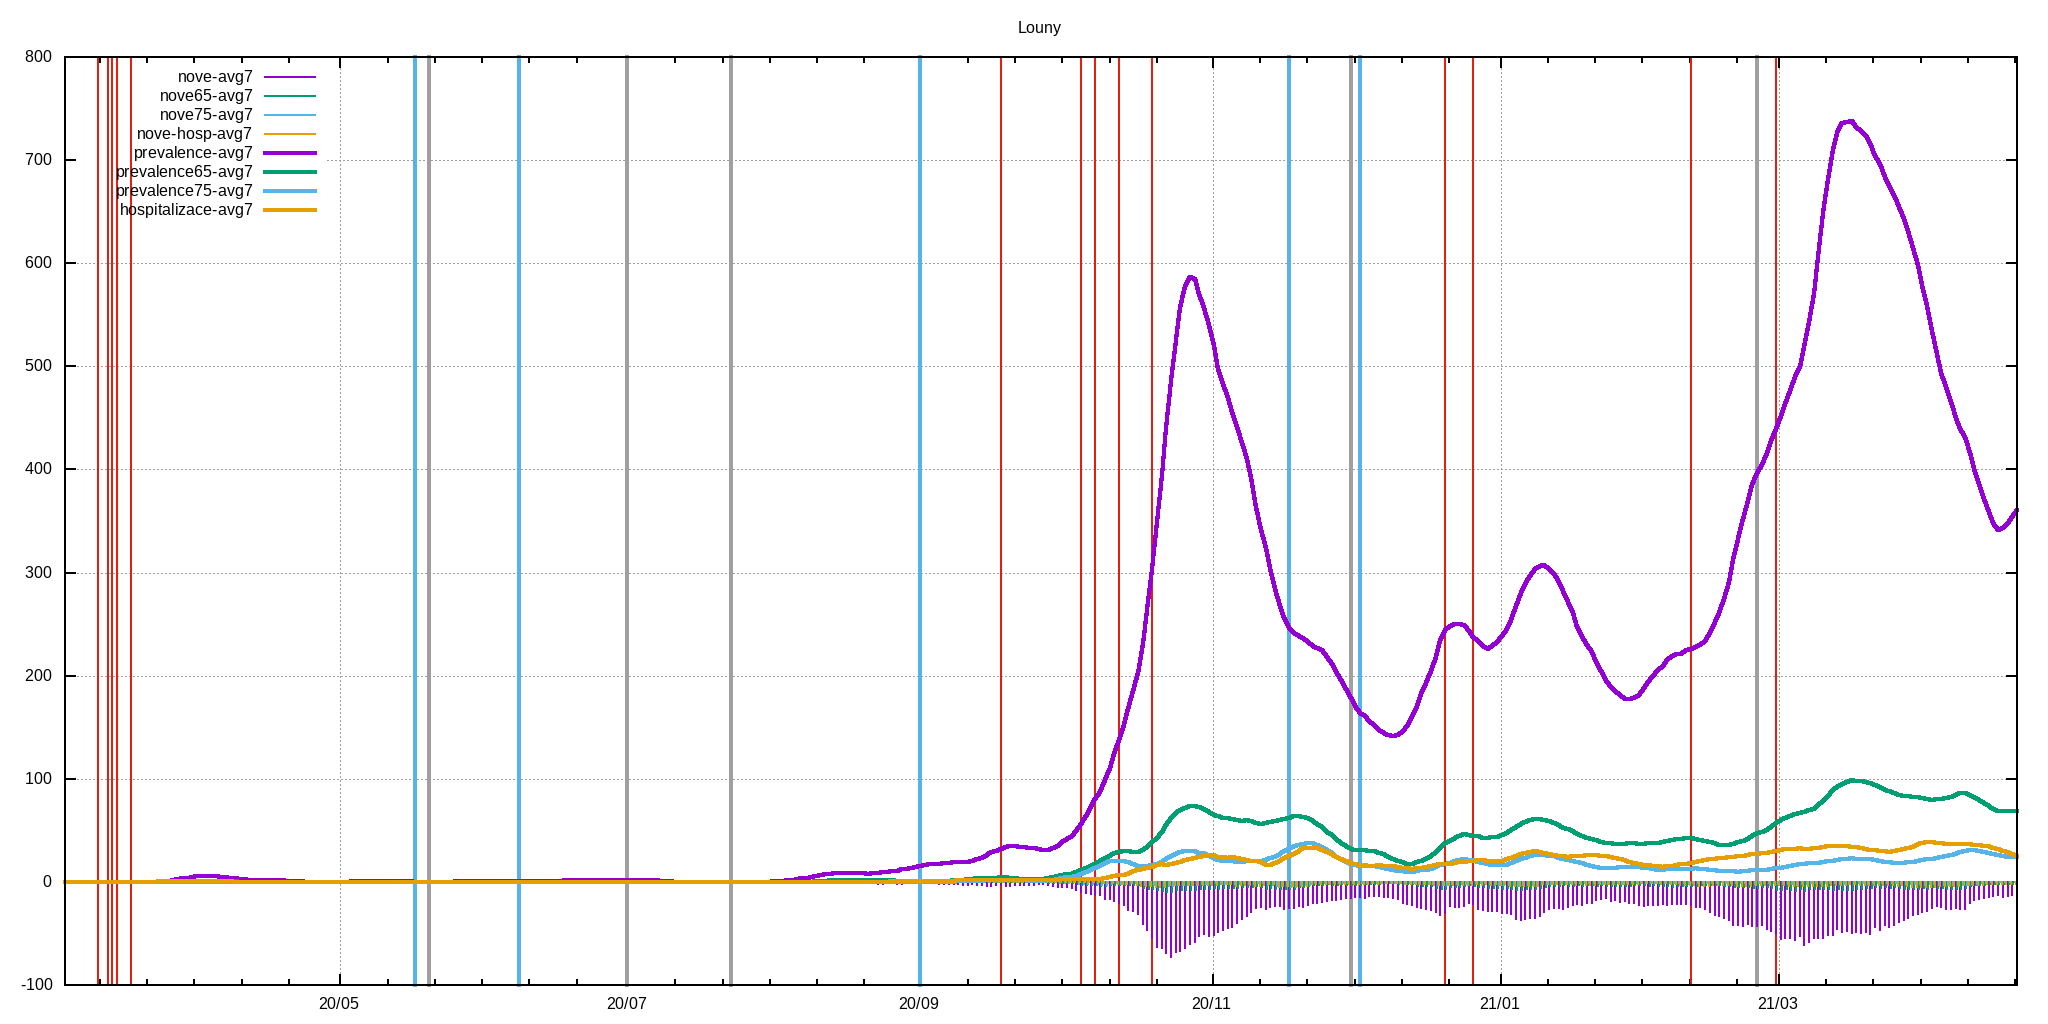 Louny
800
700
600
500
400
300
200
100
0
-100
nove-avg7
nove65-avg7
nove75-avg7
nove-hosp-avg7
prevalence-avg7
prevalence65-avg7
prevalence75-avg7
hospitalizace-avg7
20/05 20/07 20/09 20/11 21/01 21/03